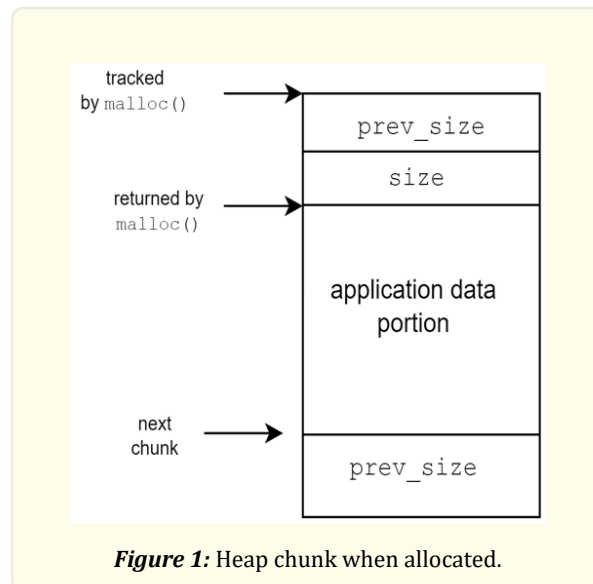 tracked
by malloc()
prev_size
size
returned by
malloc()
application data
portion
next
chunk
prev_size
Figure 1: Heap chunk when allocated.